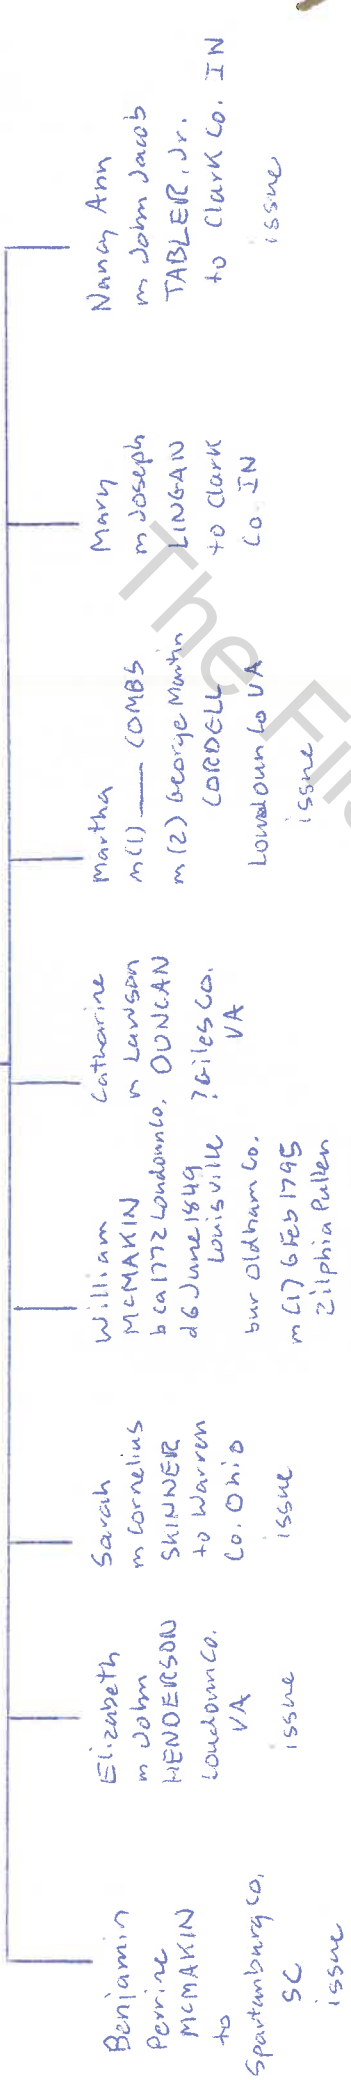 Benjamin
Perrine
MCMAKIN
to
Spartanburg Co,
SC
issue
Elizabeth
m John
HENDERSON
Loudoun Co.
VA
issue
Sarah
m Cornelius
SKINNER
to Warren
Co. Ohio
issue
William
MCMAKIN
b ca 1772 Loudoun Co,
d 6 June 1849
Louisville
bur Oldham Co.
m (1) 6 Feb 1795
Zilphia Pullen
Catharine
m Lawson
DUNCAN
?Giles Co.
VA
Martha
m (1) ___ COMBS
m (2) George Martin
CORDELL
Loudoun Co VA
issue
Mary
m Joseph
LINGAN
to Clark
Co. IN
Nancy Ann
m John Jacob
TABLER, Jr.
to Clark Co. IN
issue
The Fil